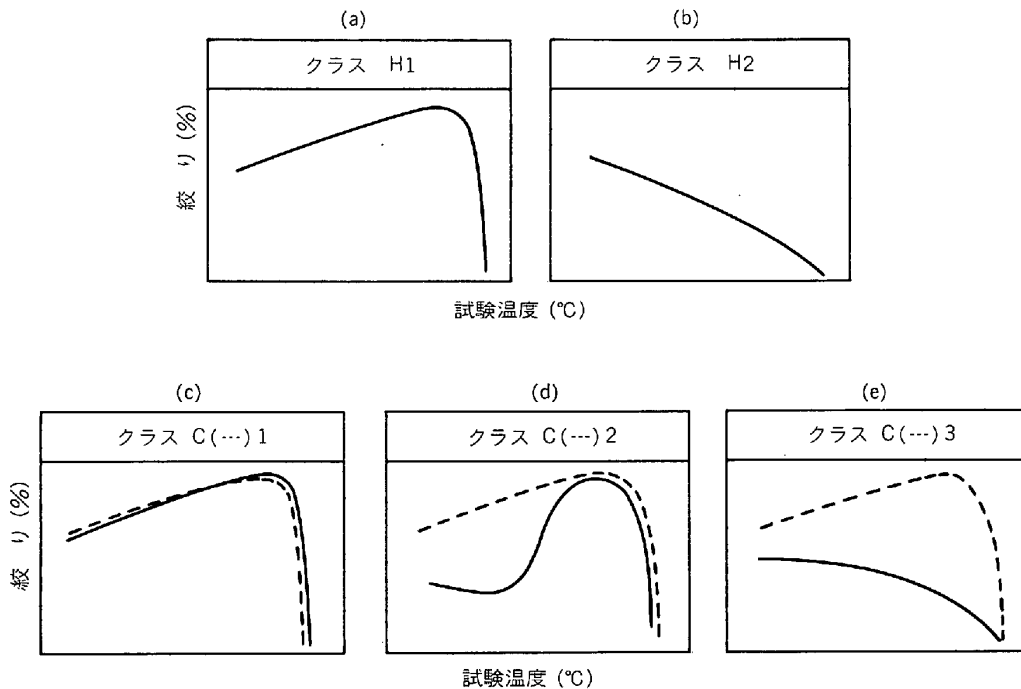 (a)
(b)
クラス H1
クラス H2
絞り(%)
試験温度 (℃)
(c)
(d)
(e)
クラス C(---)1
クラス C(---)2
クラス C(---)3
絞り(%)
試験温度 (℃)